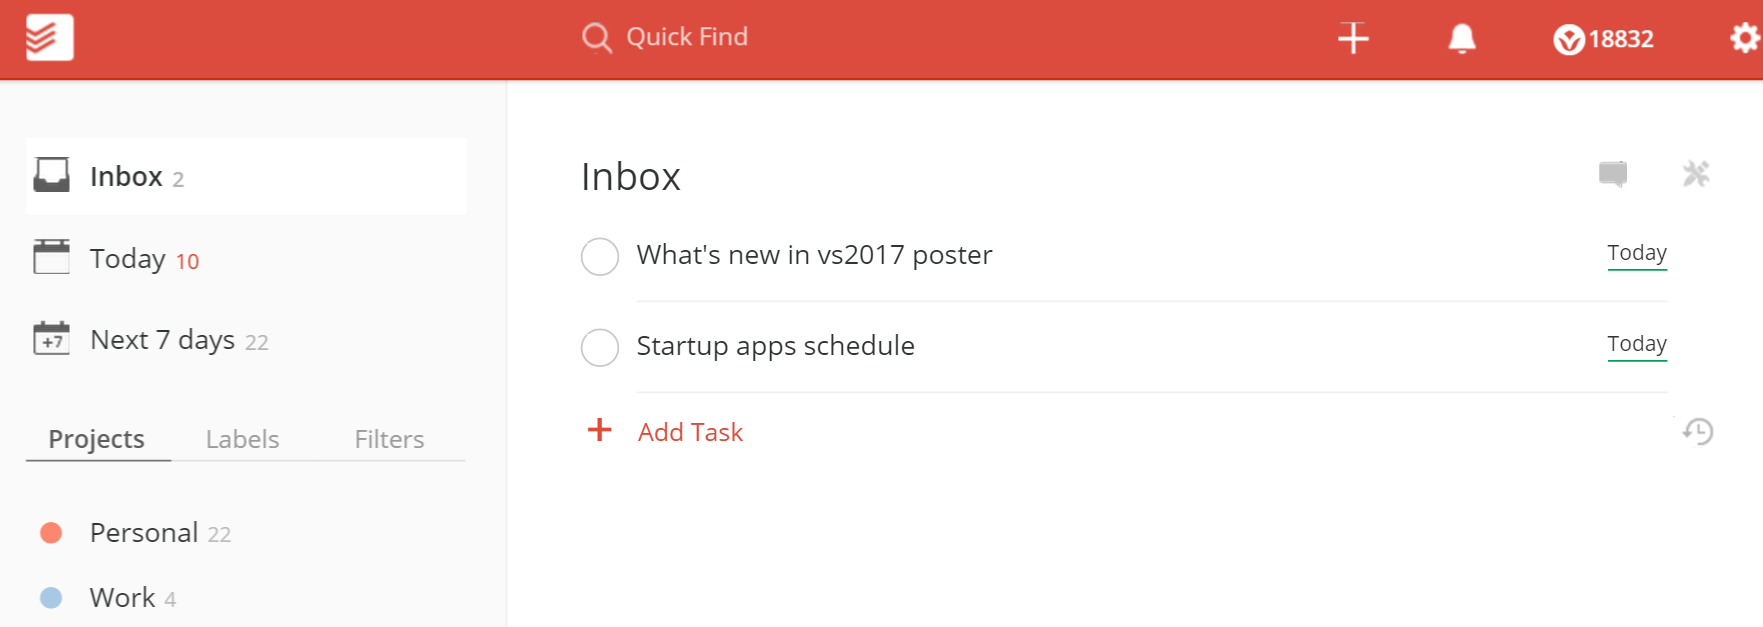 Quick Find
18832
Inbox 2
Today 10
+7 Next 7 days 22
Projects Labels Filters
Personal 22
Work 4
Inbox
What's new in vs2017 poster Today
Startup apps schedule Today
+ Add Task